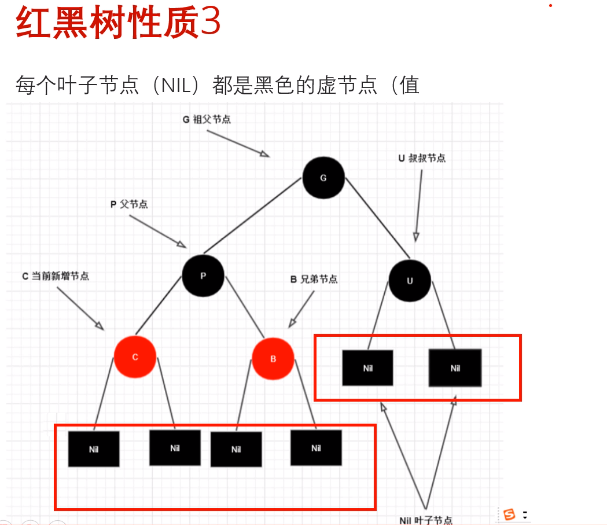 红黑树性质3
每个叶子节点（NIL）都是黑色的虚节点（值
G 祖父节点
U 叔叔节点
G
P 父节点
P
U
C 当前新增节点
B 兄弟节点
C
B
Nil
Nil
Nil
Nil
Nil
Nil
Nil 叶子节点